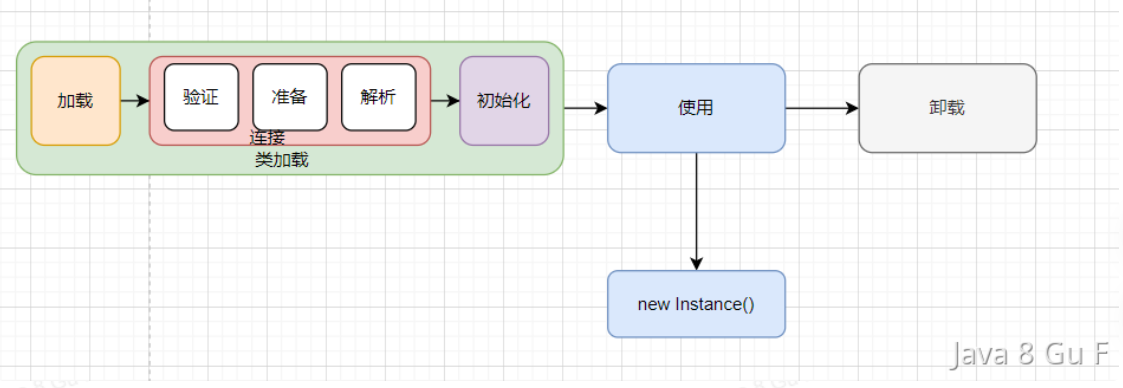 加载
验证
准备
解析
连接
初始化
类加载
使用
卸载
new Instance()
Java 8 Gu F